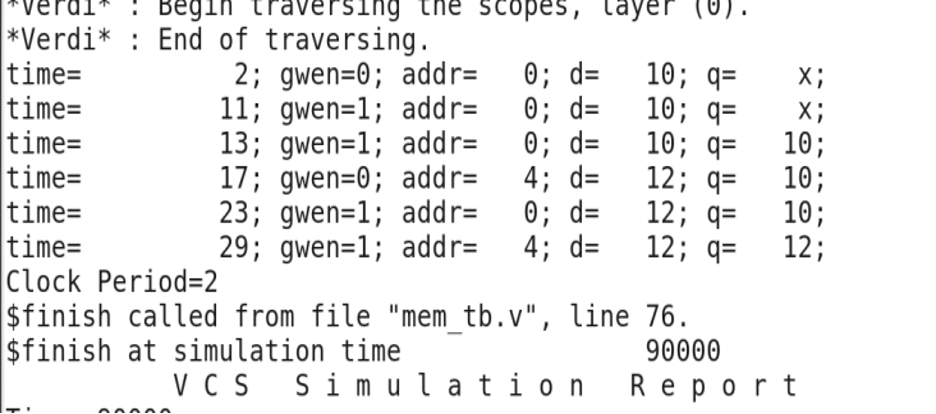 *Verdi* : Begin traversing the scopes, layer (0).
*Verdi* : End of traversing.
time=         2; gwen=0; addr=   0; d=   10; q=    x;
time=        11; gwen=1; addr=   0; d=   10; q=    x;
time=        13; gwen=1; addr=   0; d=   10; q=   10;
time=        17; gwen=0; addr=   4; d=   12; q=   10;
time=        23; gwen=1; addr=   0; d=   12; q=   10;
time=        29; gwen=1; addr=   4; d=   12; q=   12;
Clock Period=2
$finish called from file "mem_tb.v", line 76.
$finish at simulation time                90000
           V C S   S i m u l a t i o n   R e p o r t
Time: 90000